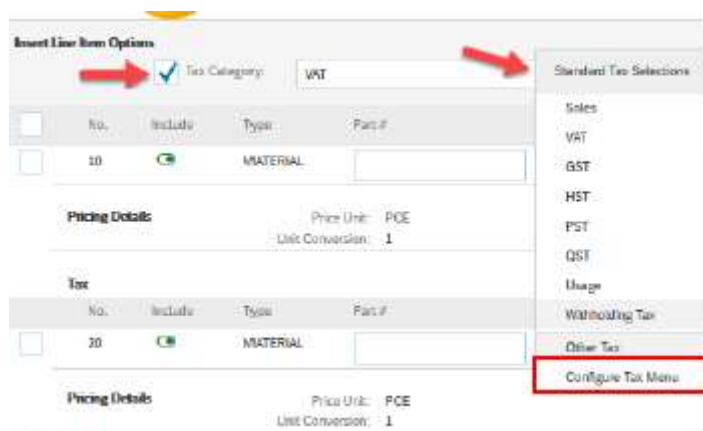 Insert Line Item Options
Tax Category: VAT
Standard Tax Selections
Sales
VAT
GST
HST
PST
QST
Usage
Withholding Tax
Other Tax
Configure Tax Menu
No. Include Type Part #
10 MATERIAL
Pricing Details Price Unit: PCE
Unit Conversion: 1
Tax
No. Include Type Part #
20 MATERIAL
Pricing Details Price Unit: PCE
Unit Conversion: 1